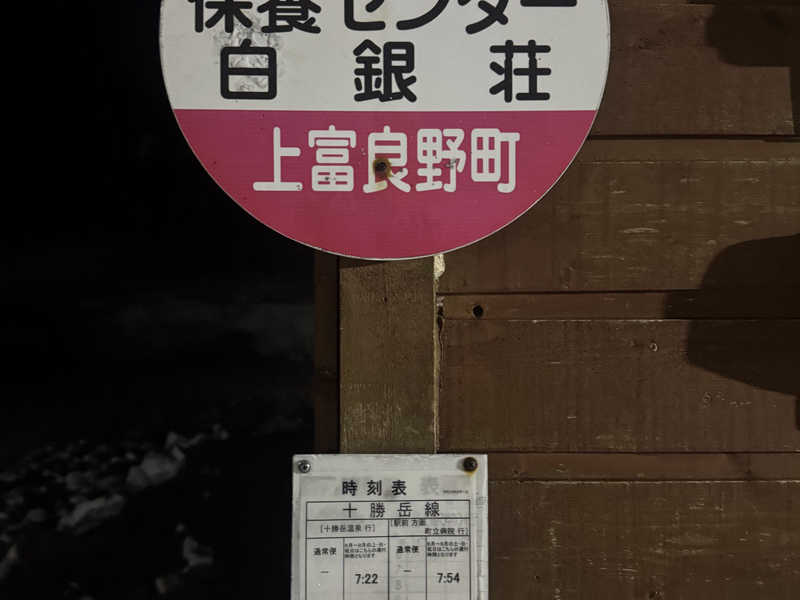 保養センター
白銀荘
上富良野町
時刻表
十勝岳線
[十勝岳温泉 行]
[駅前 方面
町立病院 行]
通常便
通常便
—
7:22
—
7:54